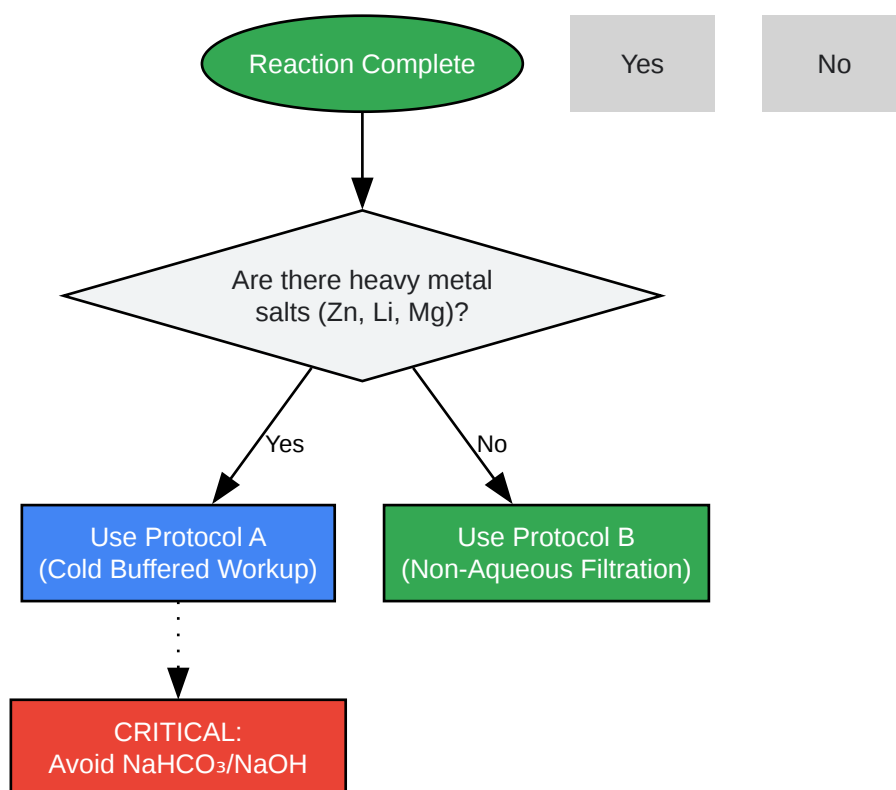 Reaction Complete
Yes
No
Are there heavy metal
salts (Zn, Li, Mg)?
Yes
No
Use Protocol A
(Cold Buffered Workup)
Use Protocol B
(Non-Aqueous Filtration)
CRITICAL:
Avoid NaHCO₃/NaOH